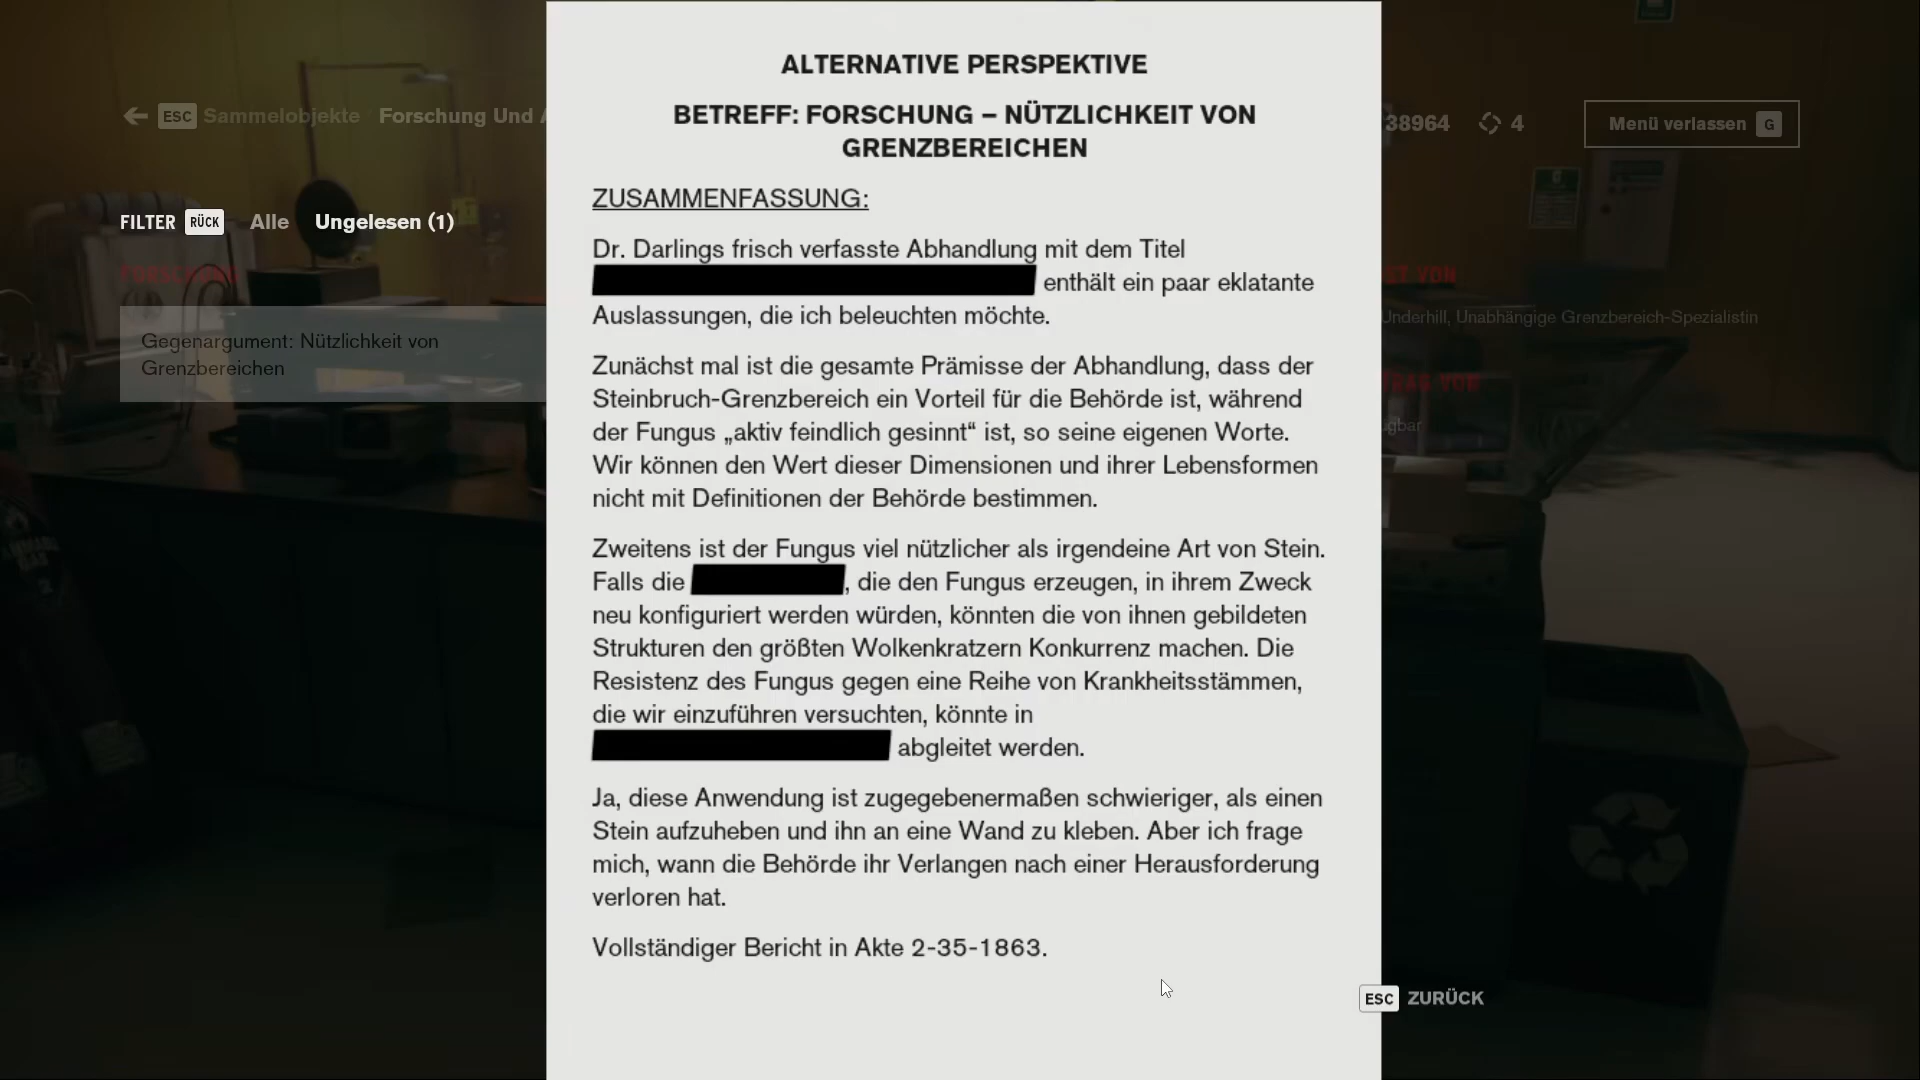 ALTERNATIVE PERSPEKTIVE
BETREFF: FORSCHUNG – NÜTZLICHKEIT VON
GRENZBEREICHEN
ESC Sammelobjekte Forschung Und
38964 4
Menü verlassen G
FILTER RÜCK Alle Ungelesen (1)
FORSCHUNG
Gegenargument: Nützlichkeit von
Grenzbereichen
ZUSAMMENFASSUNG:
Dr. Darlings frisch verfasste Abhandlung mit dem Titel
enthält ein paar eklatante
Auslassungen, die ich beleuchten möchte.
Zunächst mal ist die gesamte Prämisse der Abhandlung, dass der
Steinbruch-Grenzbereich ein Vorteil für die Behörde ist, während
der Fungus „aktiv feindlich gesinnt“ ist, so seine eigenen Worte.
Wir können den Wert dieser Dimensionen und ihrer Lebensformen
nicht mit Definitionen der Behörde bestimmen.
Zweitens ist der Fungus viel nützlicher als irgendeine Art von Stein.
Falls die , die den Fungus erzeugen, in ihrem Zweck
neu konfiguriert werden würden, könnten die von ihnen gebildeten
Strukturen den größten Wolkenkratzern Konkurrenz machen. Die
Resistenz des Fungus gegen eine Reihe von Krankheitsstämmen,
die wir einzuführen versuchten, könnte in
abgleitet werden.
Ja, diese Anwendung ist zugegebenermaßen schwieriger, als einen
Stein aufzuheben und ihn an eine Wand zu kleben. Aber ich frage
mich, wann die Behörde ihr Verlangen nach einer Herausforderung
verloren hat.
Vollständiger Bericht in Akte 2-35-1863.
VON
Underhill, Unabhängige Grenzbereich-Spezialistin
VON
ESC ZURÜCK